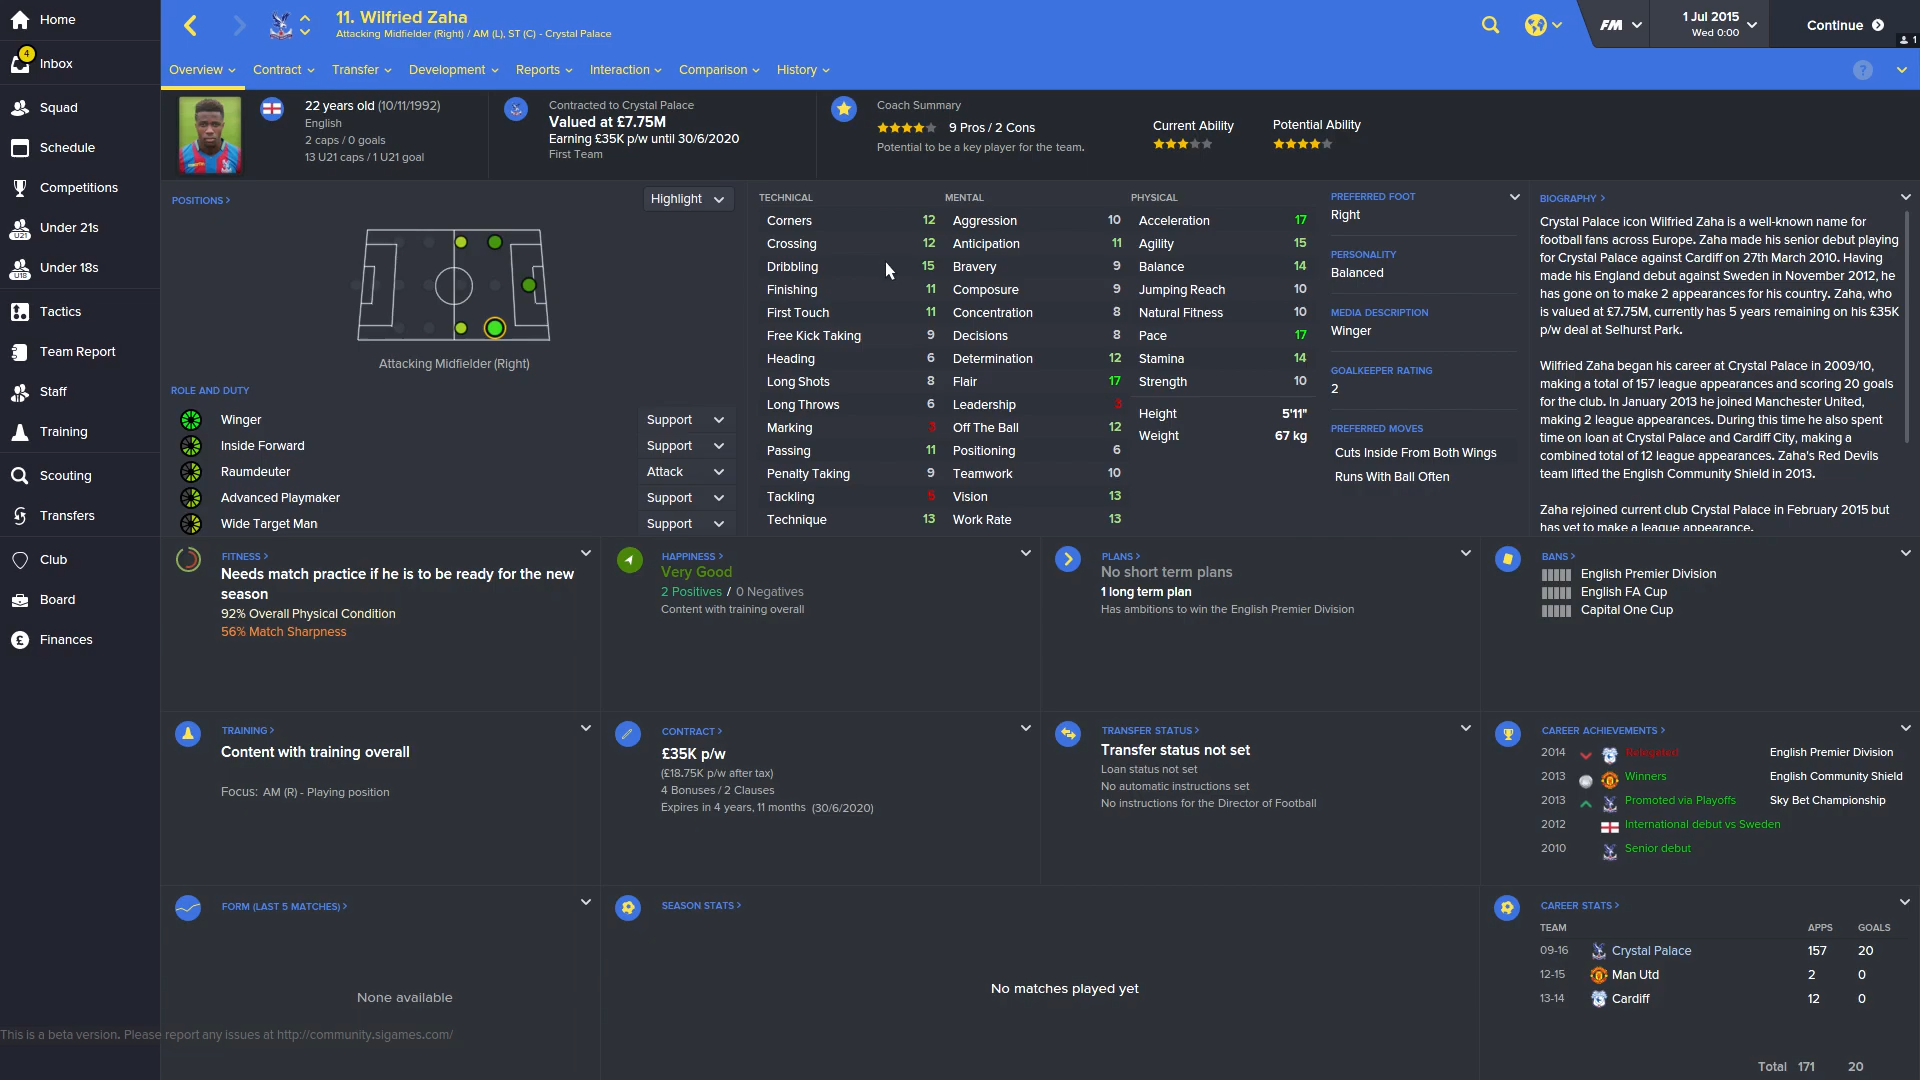 Home
4
Inbox
Squad
Schedule
Competitions
U21
Under 21s
U18
Under 18s
Tactics
Team Report
Staff
Training
Scouting
Transfers
Club
Board
£
Finances
11. Wilfried Zaha
Attacking Midfielder (Right) / AM (L), ST (C) - Crystal Palace
FM
1 Jul 2015
Wed 0:00
Continue
1
Overview
Contract
Transfer
Development
Reports
Interaction
Comparison
History
?
22 years old (10/11/1992)
English
2 caps / 0 goals
13 U21 caps / 1 U21 goal
Contracted to Crystal Palace
Valued at £7.75M
Earning £35K p/w until 30/6/2020
First Team
Coach Summary
9 Pros / 2 Cons
Potential to be a key player for the team.
Current Ability
Potential Ability
POSITIONS >
Highlight
Attacking Midfielder (Right)
ROLE AND DUTY
Winger Support
Inside Forward Support
Raumdeuter Attack
Advanced Playmaker Support
Wide Target Man Support
TECHNICAL
Corners 12
Crossing 12
Dribbling 15
Finishing 11
First Touch 11
Free Kick Taking 9
Heading 6
Long Shots 8
Long Throws 6
Marking 3
Passing 11
Penalty Taking 9
Tackling 5
Technique 13
MENTAL
Aggression 10
Anticipation 11
Bravery 9
Composure 9
Concentration 8
Decisions 8
Determination 12
Flair 17
Leadership 3
Off The Ball 12
Positioning 6
Teamwork 10
Vision 13
Work Rate 13
PHYSICAL
Acceleration 17
Agility 15
Balance 14
Jumping Reach 10
Natural Fitness 10
Pace 17
Stamina 14
Strength 10
Height 5'11"
Weight 67 kg
PREFERRED FOOT
Right
PERSONALITY
Balanced
MEDIA DESCRIPTION
Winger
GOALKEEPER RATING
2
PREFERRED MOVES
Cuts Inside From Both Wings
Runs With Ball Often
BIOGRAPHY >
Crystal Palace icon Wilfried Zaha is a well-known name for
football fans across Europe. Zaha made his senior debut playing
for Crystal Palace against Cardiff on 27th March 2010. Having
made his England debut against Sweden in November 2012, he
has gone on to make 2 appearances for his country. Zaha, who
is valued at £7.75M, currently has 5 years remaining on his £35K
p/w deal at Selhurst Park.
Wilfried Zaha began his career at Crystal Palace in 2009/10,
making a total of 157 league appearances and scoring 20 goals
for the club. In January 2013 he joined Manchester United,
making 2 league appearances. During this time he also spent
time on loan at Crystal Palace and Cardiff City, making a
combined total of 12 league appearances. Zaha's Red Devils
team lifted the English Community Shield in 2013.
Zaha rejoined current club Crystal Palace in February 2015 but
has yet to make a league appearance.
FITNESS >
Needs match practice if he is to be ready for the new
season
92% Overall Physical Condition
56% Match Sharpness
HAPPINESS >
Very Good
2 Positives / 0 Negatives
Content with training overall
PLANS >
No short term plans
1 long term plan
Has ambitions to win the English Premier Division
BANS >
English Premier Division
English FA Cup
Capital One Cup
TRAINING >
Content with training overall
Focus: AM (R) - Playing position
CONTRACT >
£35K p/w
(£18.75K p/w after tax)
4 Bonuses / 2 Clauses
Expires in 4 years, 11 months (30/6/2020)
TRANSFER STATUS >
Transfer status not set
Loan status not set
No automatic instructions set
No instructions for the Director of Football
CAREER ACHIEVEMENTS >
2014 Relegated English Premier Division
2013 Winners English Community Shield
2013 Promoted via Playoffs Sky Bet Championship
2012 International debut vs Sweden
2010 Senior debut
FORM (LAST 5 MATCHES) >
None available
SEASON STATS >
No matches played yet
CAREER STATS >
TEAM APPS GOALS
09-16 Crystal Palace 157 20
12-15 Man Utd 2 0
13-14 Cardiff 12 0
Total 171 20
This is a beta version. Please report any issues at http://community.sigames.com/